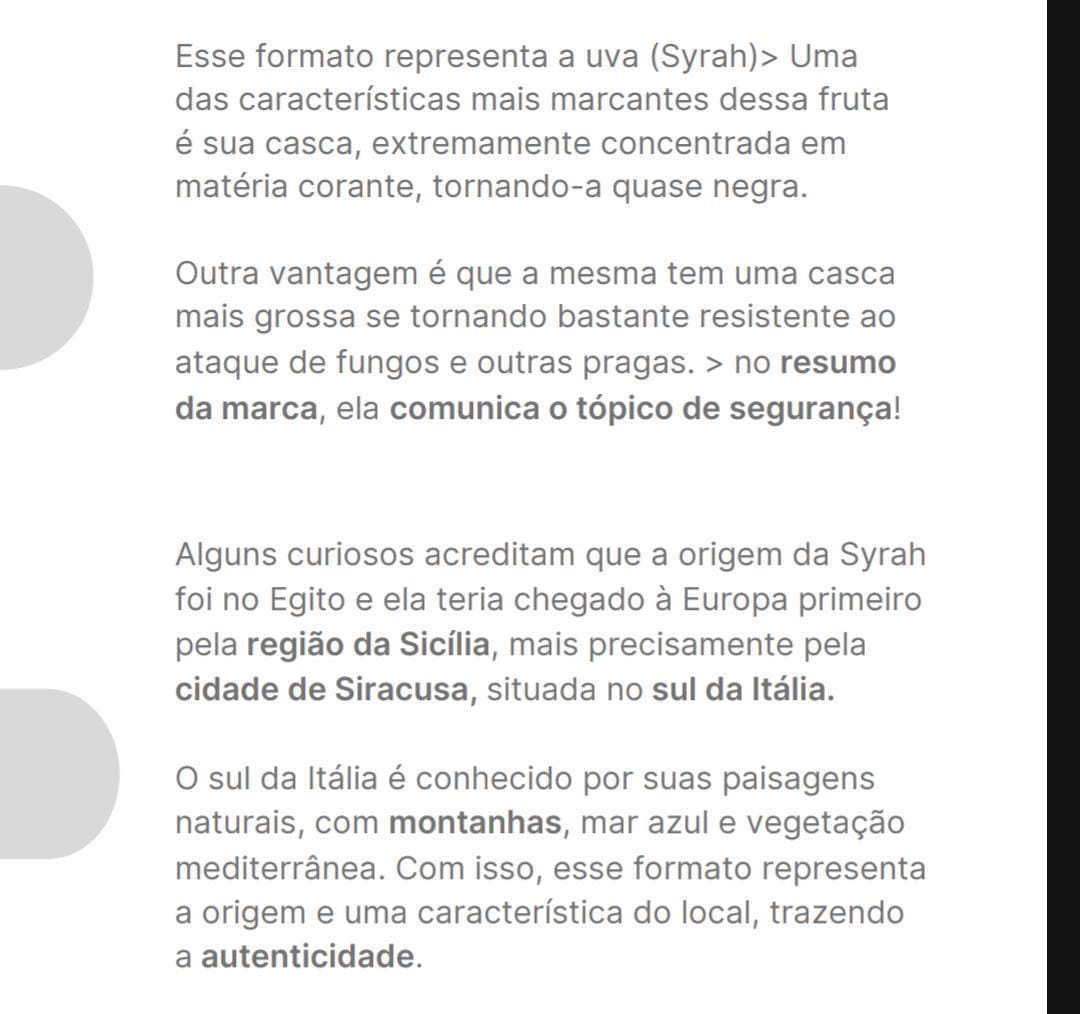 Esse formato representa a uva (Syrah)> Uma
das características mais marcantes dessa fruta
é sua casca, extremamente concentrada em
matéria corante, tornando-a quase negra.
Outra vantagem é que a mesma tem uma casca
mais grossa se tornando bastante resistente ao
ataque de fungos e outras pragas. > no resumo
da marca, ela comunica o tópico de segurança!
Alguns curiosos acreditam que a origem da Syrah
foi no Egito e ela teria chegado à Europa primeiro
pela região da Sicília, mais precisamente pela
cidade de Siracusa, situada no sul da Itália.
O sul da Itália é conhecido por suas paisagens
naturais, com montanhas, mar azul e vegetação
mediterrânea. Com isso, esse formato representa
a origem e uma característica do local, trazendo
a autenticidade.